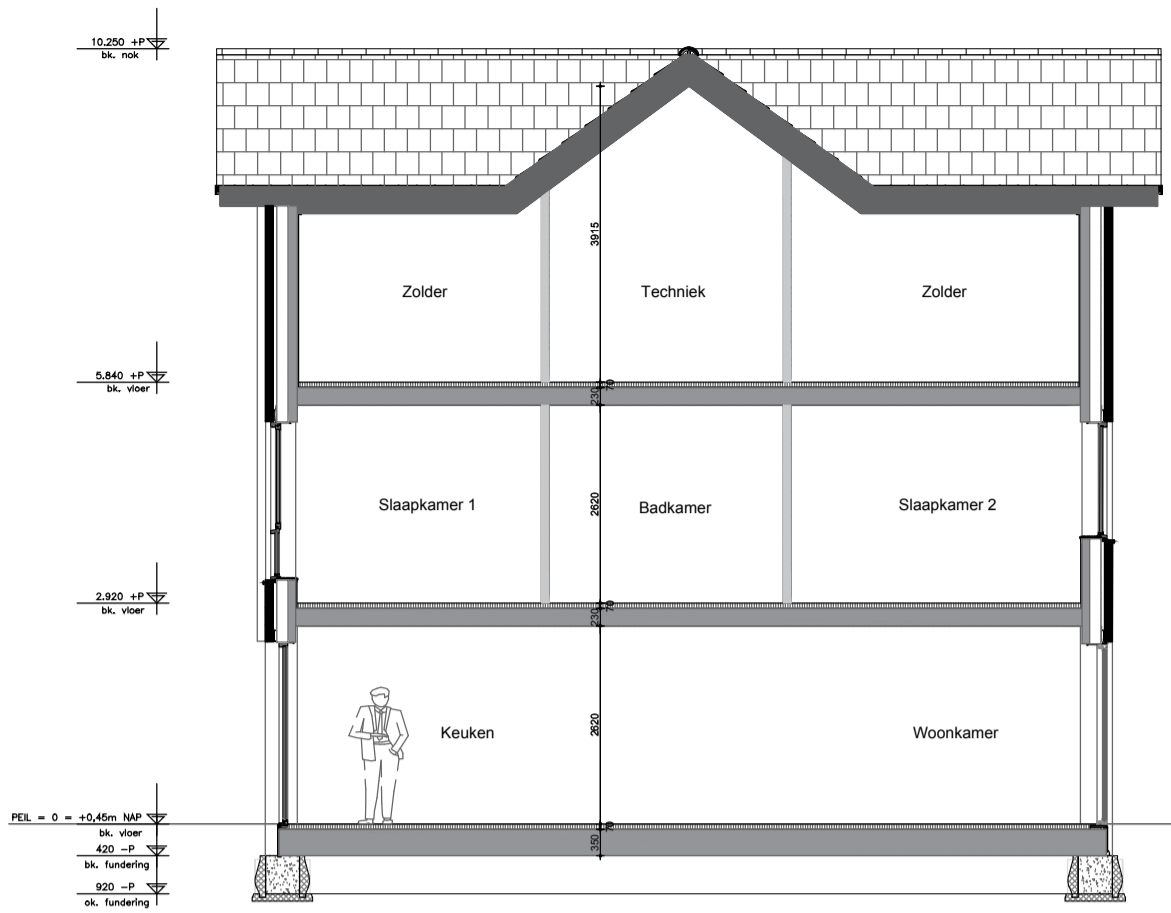 10.250 +P
bk. nok
3915
Zolder
Techniek
Zolder
5.840 +P
bk. vloer
70
230
Slaapkamer 1
2620
Badkamer
Slaapkamer 2
2.920 +P
bk. vloer
70
230
Keuken
2620
Woonkamer
PEIL = 0 = +0,45m NAP
bk. vloer
70
350
420 -P
bk. fundering
920 -P
ok. fundering